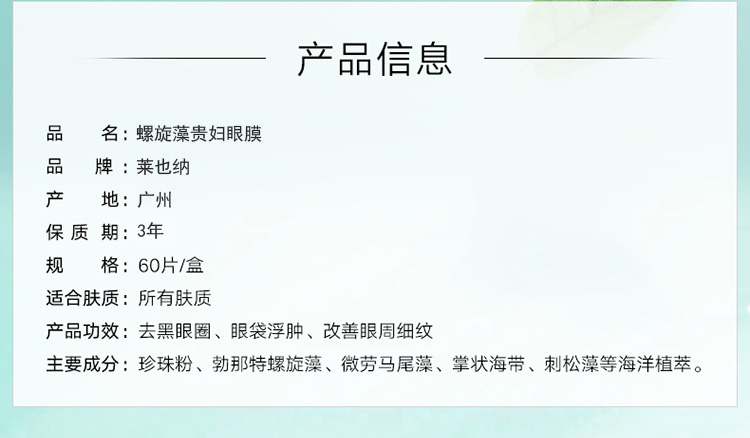 产品信息
品名：螺旋藻贵妇眼膜
品牌：莱也纳
产地：广州
保质期：3年
规格：60片/盒
适合肤质：所有肤质
产品功效：去黑眼圈、眼袋浮肿、改善眼周细纹
主要成分：珍珠粉、勃那特螺旋藻、微劳马尾藻、掌状海带、刺松藻等海洋植萃。